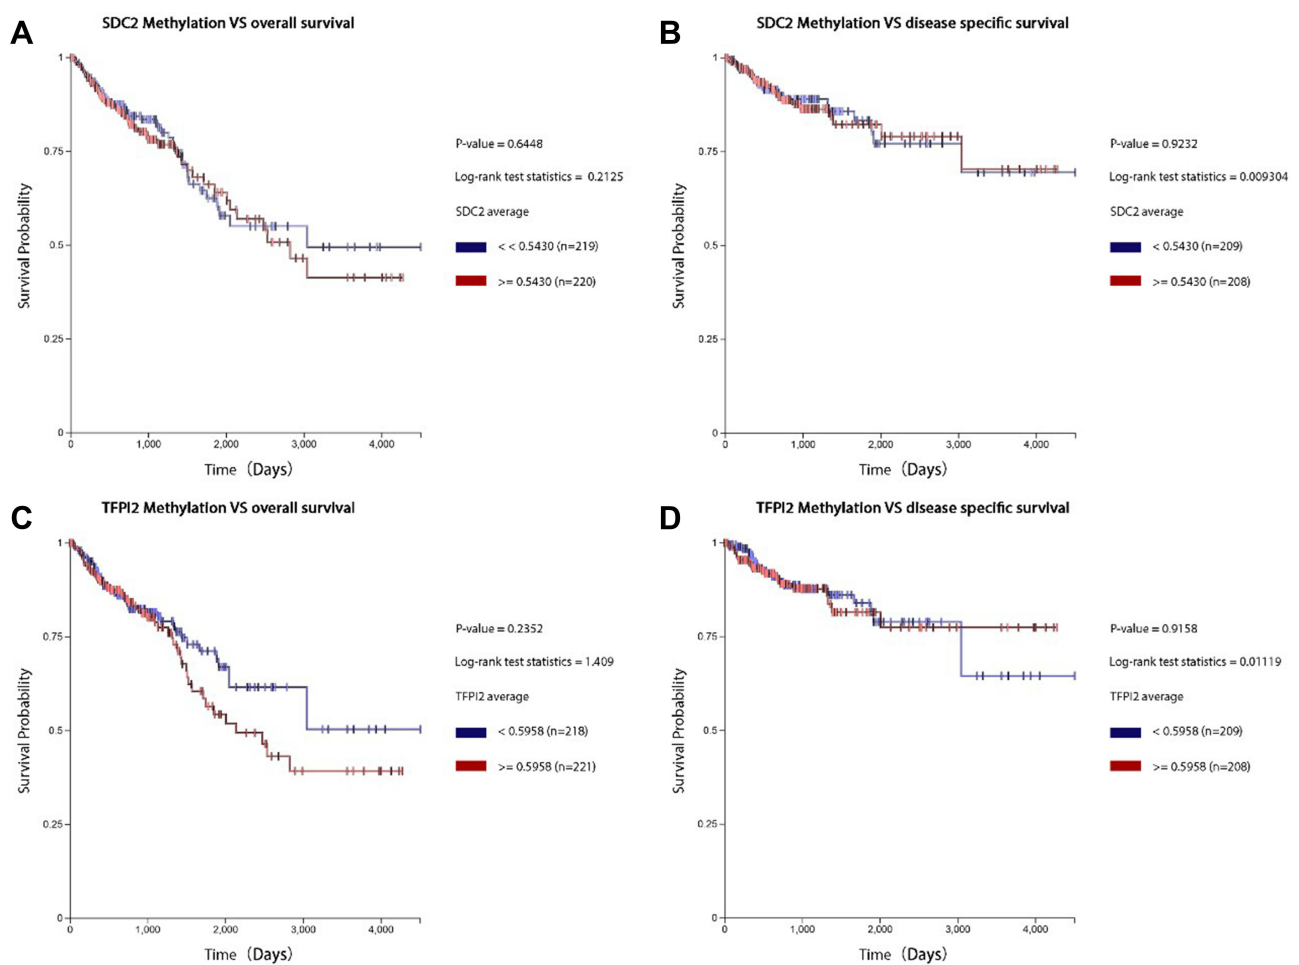 A
SDC2 Methylation VS overall survival
1
0.75
0.5
0.25
0
0
1,000
2,000
3,000
4,000
Survival Probability
Time (Days)
P-value = 0.6448
Log-rank test statistics = 0.2125
SDC2 average
< < 0.5430 (n=219)
>= 0.5430 (n=220)
B
SDC2 Methylation VS disease specific survival
1
0.75
0.5
0.25
0
0
1,000
2,000
3,000
4,000
Survival Probability
Time (Days)
P-value = 0.9232
Log-rank test statistics = 0.009304
SDC2 average
< 0.5430 (n=209)
>= 0.5430 (n=208)
C
TFPI2 Methylation VS overall survival
1
0.75
0.5
0.25
0
0
1,000
2,000
3,000
4,000
Survival Probability
Time (Days)
P-value = 0.2352
Log-rank test statistics = 1.409
TFPI2 average
< 0.5958 (n=218)
>= 0.5958 (n=221)
D
TFPI2 Methylation VS disease specific survival
1
0.75
0.5
0.25
0
0
1,000
2,000
3,000
4,000
Survival Probability
Time (Days)
P-value = 0.9158
Log-rank test statistics = 0.01119
TFPI2 average
< 0.5958 (n=209)
>= 0.5958 (n=208)